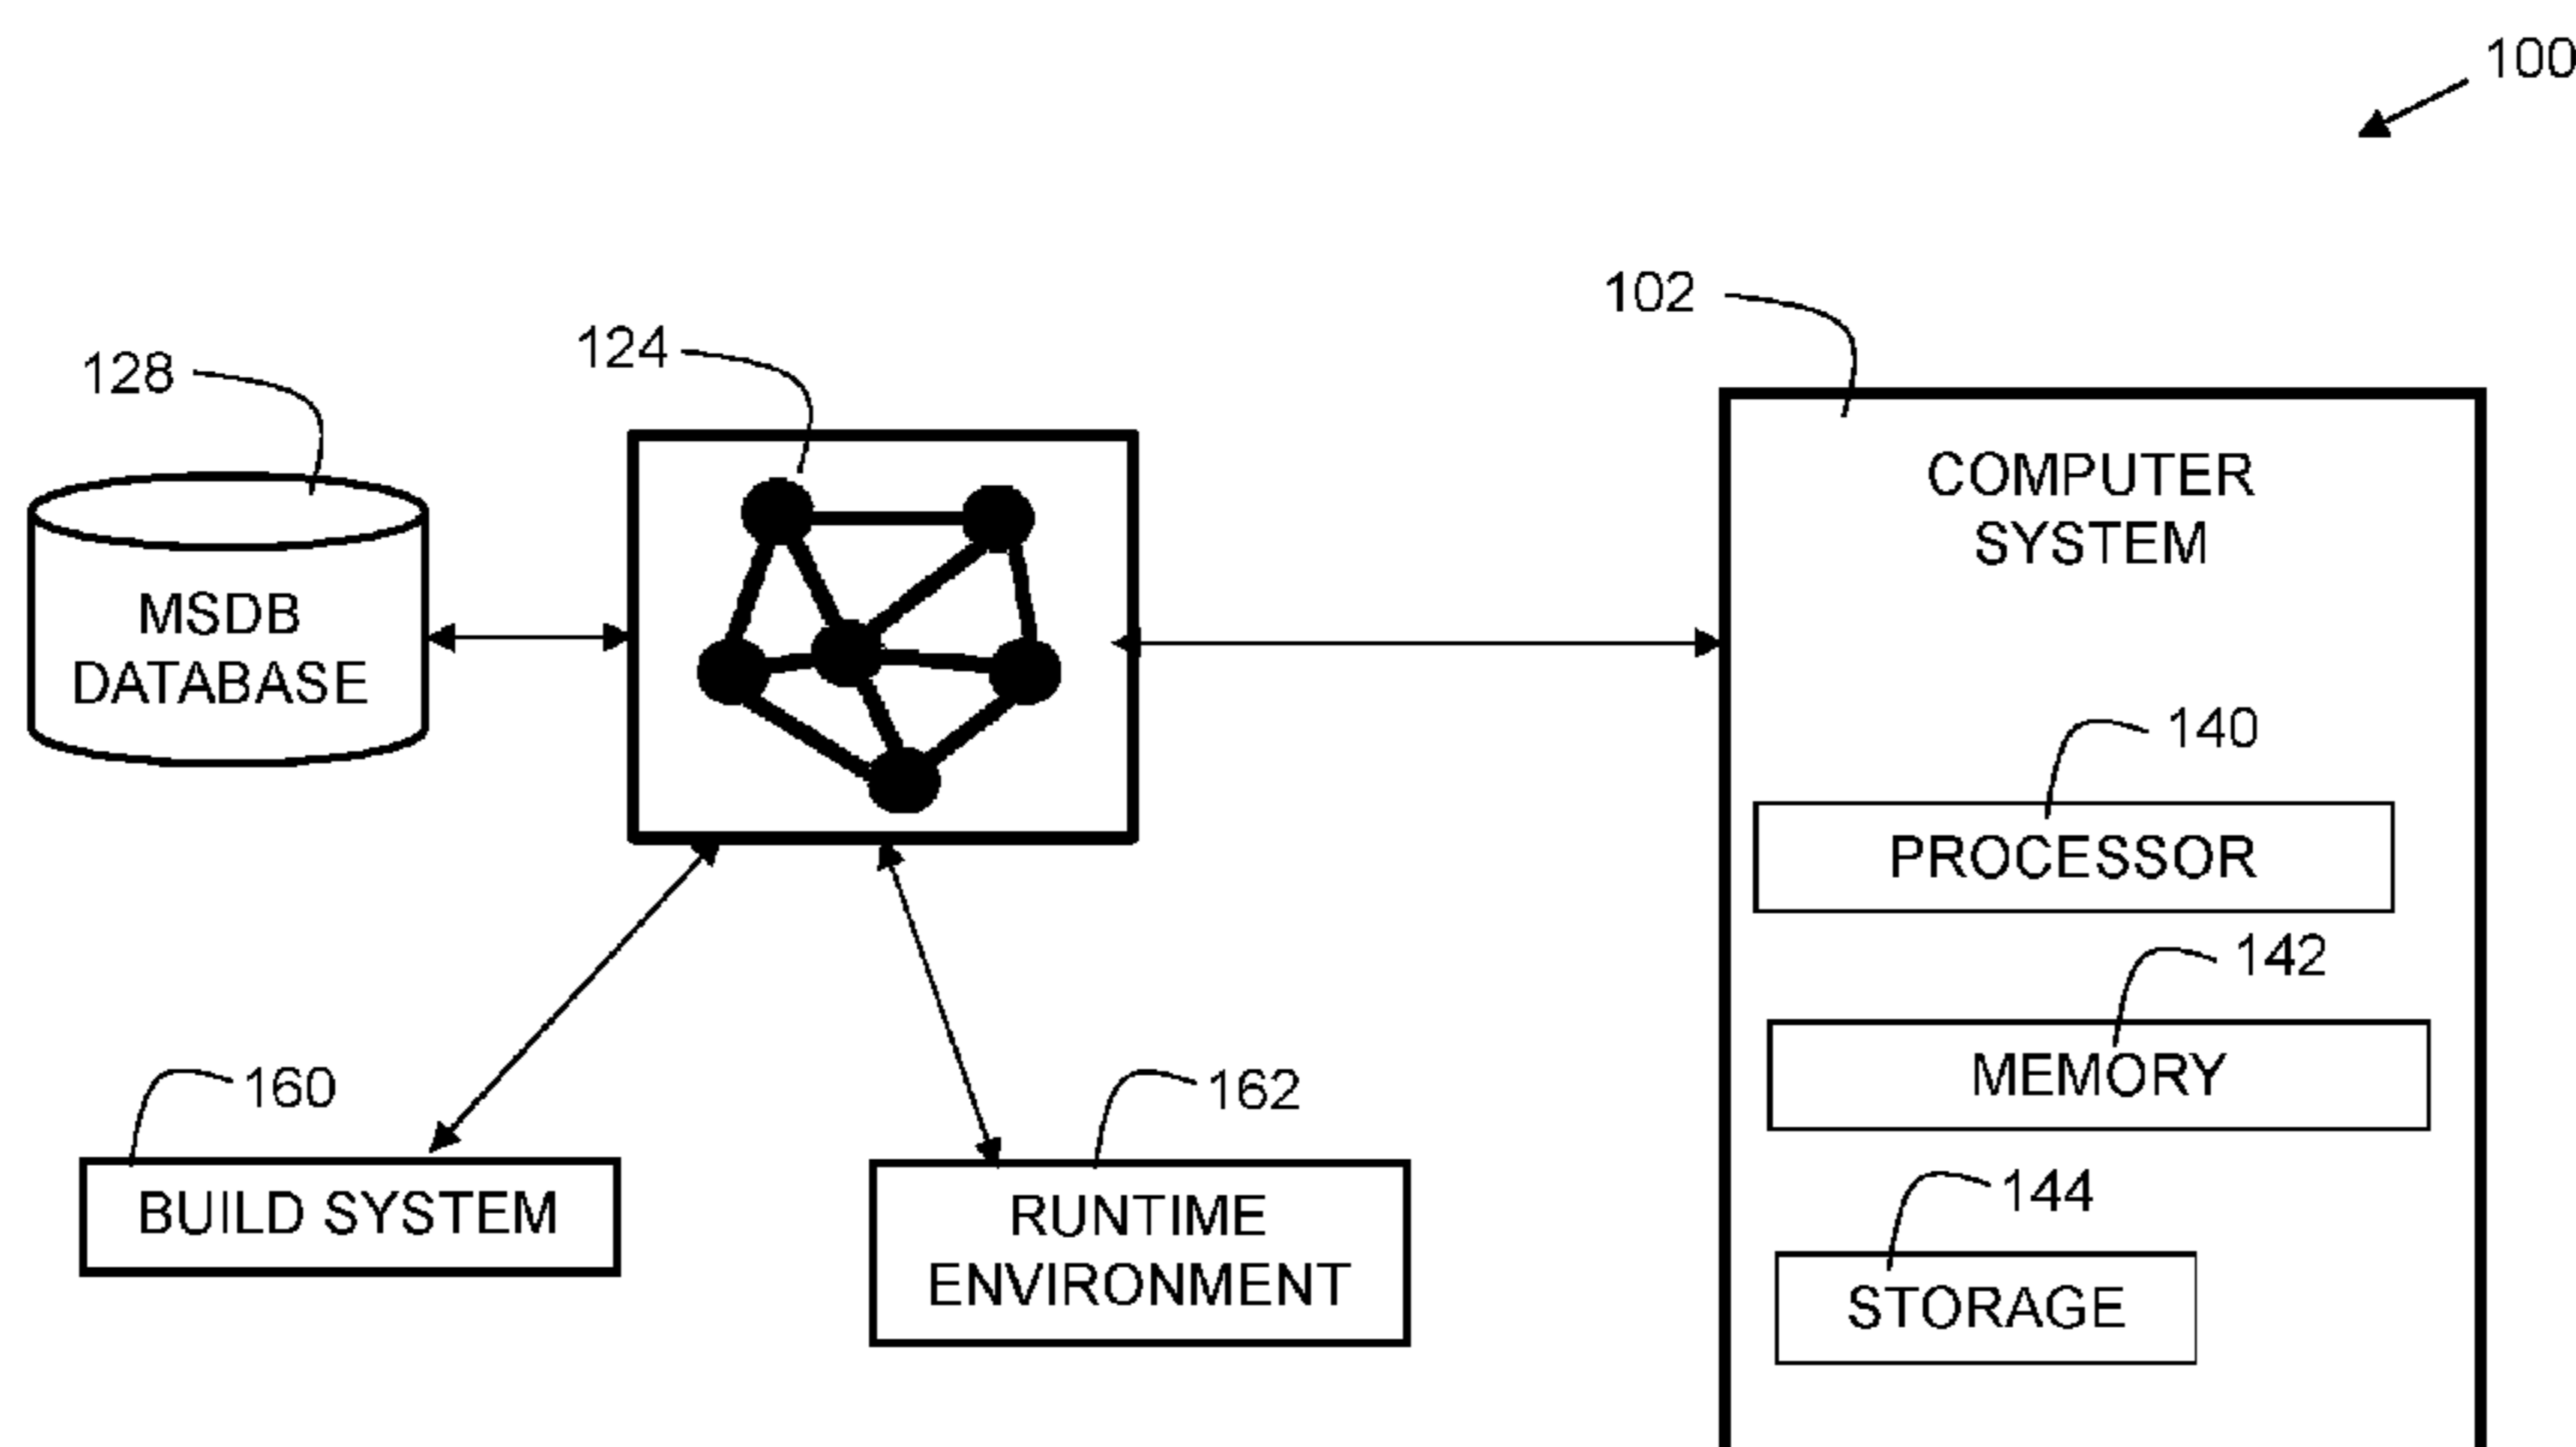 100
102
124
128
COMPUTER
SYSTEM
MSDB
DATABASE
140
PROCESSOR
142
MEMORY
160
162
144
BUILD SYSTEM
RUNTIME
ENVIRONMENT
STORAGE